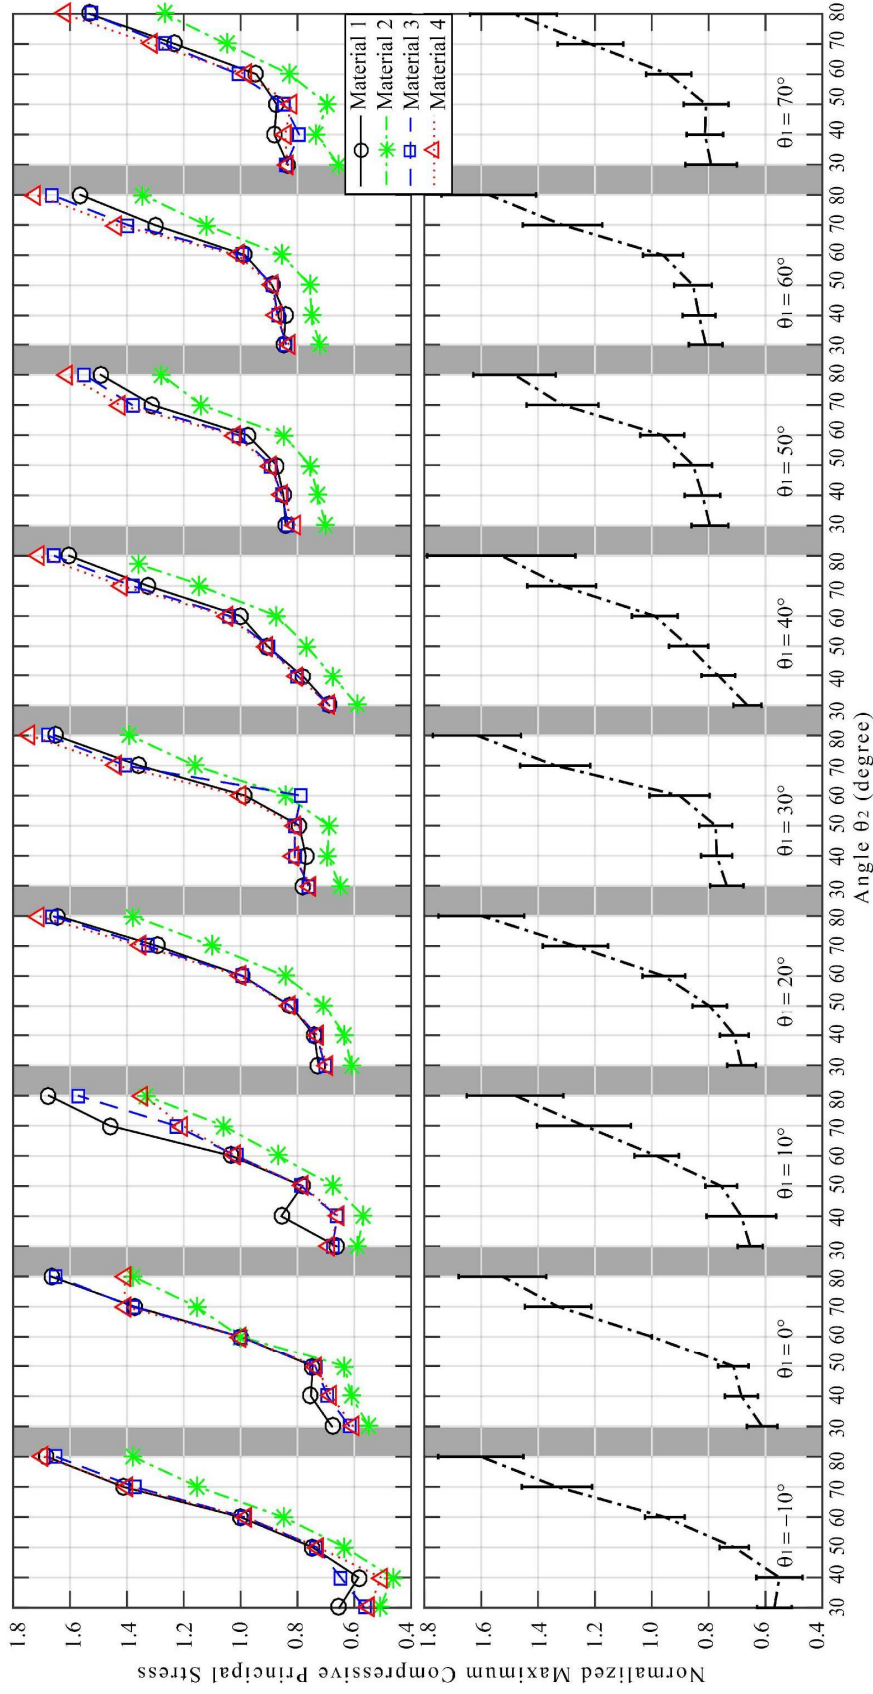 Normalized Maximum Compressive Principal Stress
1.8
1.6
1.4
1.2
1.0
0.8
0.6
0.4
Material 1
Material 2
Material 3
Material 4
1.8
1.6
1.4
1.2
1.0
0.8
0.6
0.4
θ1 = −10°
θ1 = 0°
θ1 = 10°
θ1 = 20°
θ1 = 30°
θ1 = 40°
θ1 = 50°
θ1 = 60°
θ1 = 70°
30 40 50 60 70 80 30 40 50 60 70 80 30 40 50 60 70 80 30 40 50 60 70 80 30 40 50 60 70 80 30 40 50 60 70 80 30 40 50 60 70 80 30 40 50 60 70 80 30 40 50 60 70 80
Angle θ2 (degree)